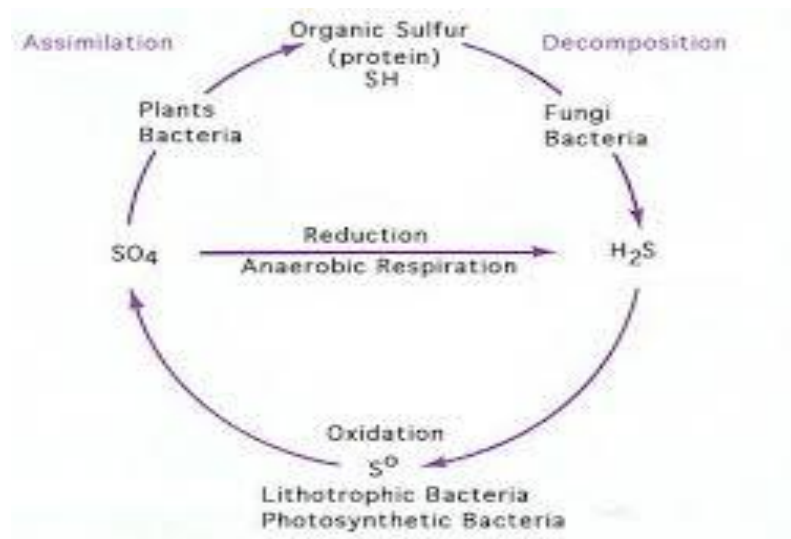 Assimilation
Organic Sulfur
(protein)
SH
Decomposition
Plants
Bacteria
Fungi
Bacteria
SO₄
Reduction
Anaerobic Respiration
H₂S
Oxidation
S⁰
Lithotrophic Bacteria
Photosynthetic Bacteria